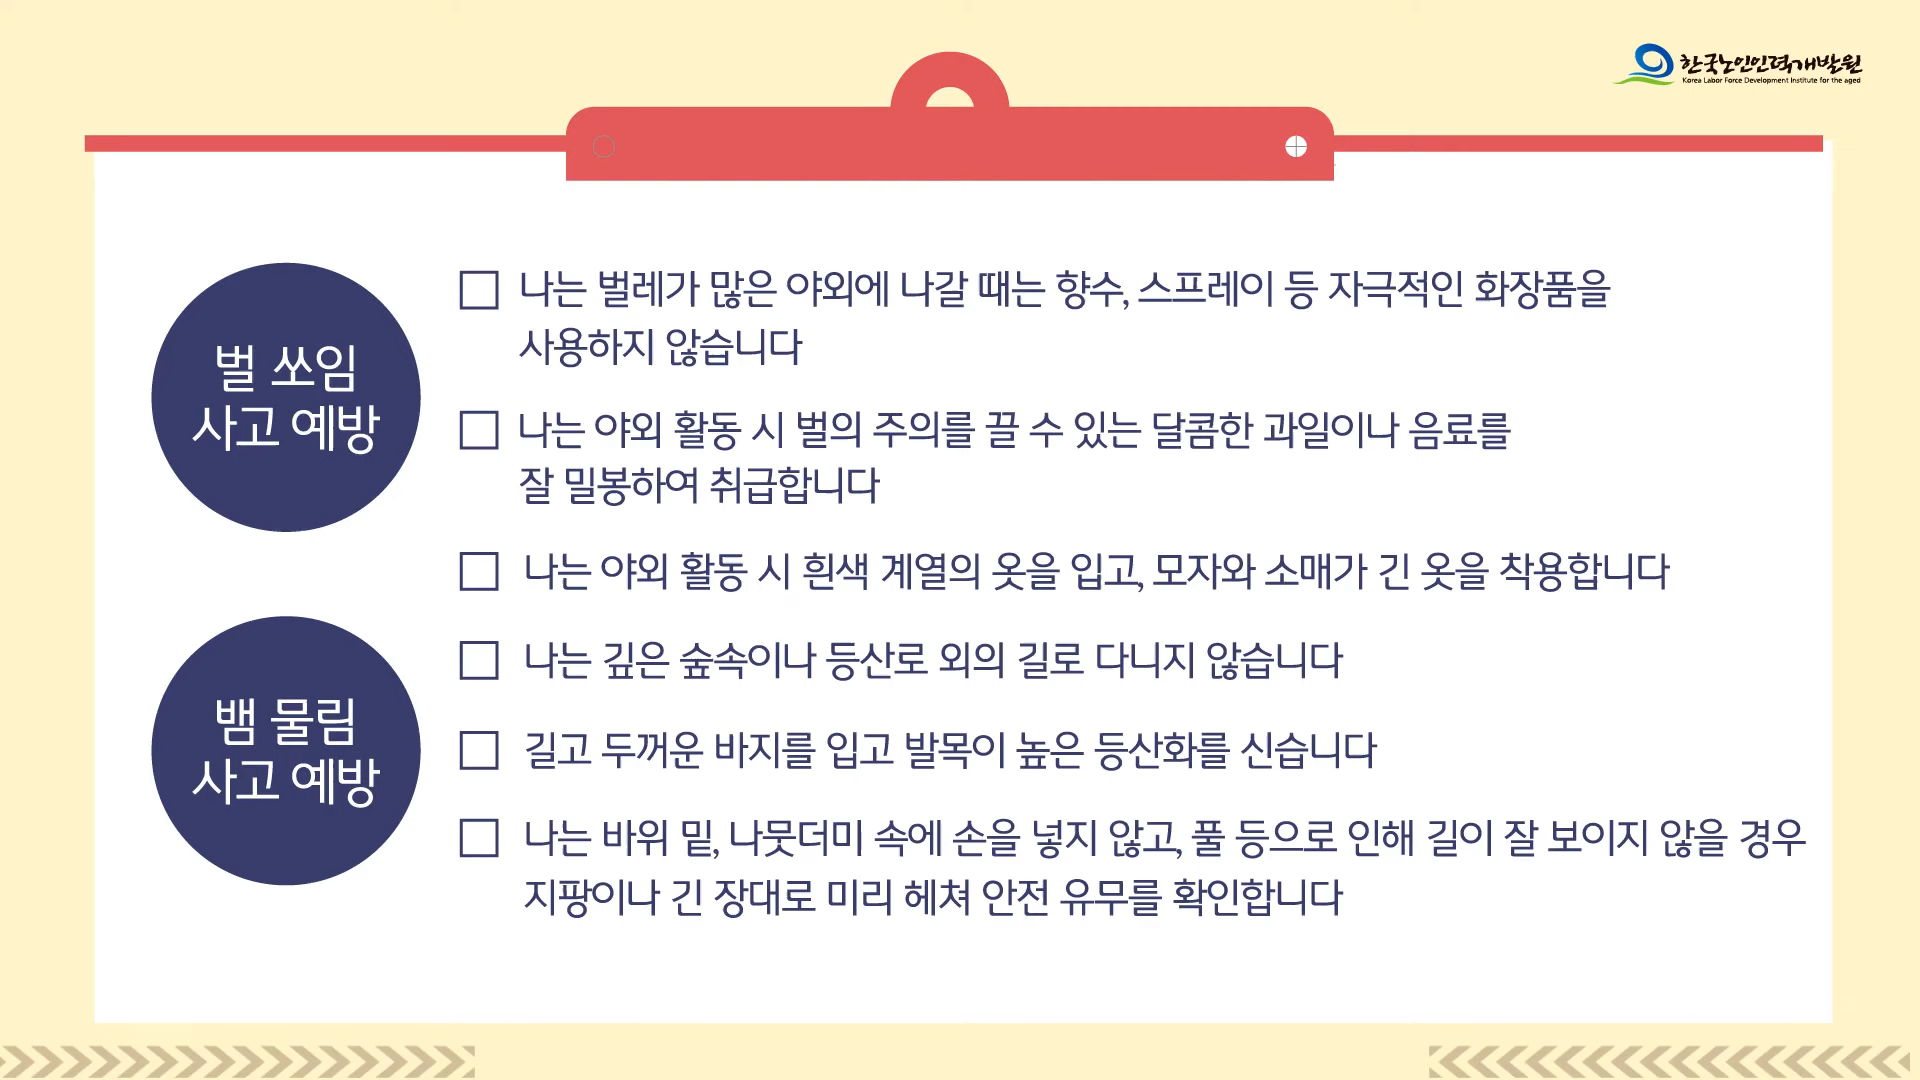 한국노인인력개발원
Korea Labor Force Development Institute for the aged
벌 쏘임
사고 예방
나는 벌레가 많은 야외에 나갈 때는 향수, 스프레이 등 자극적인 화장품을
사용하지 않습니다
나는 야외 활동 시 벌의 주의를 끌 수 있는 달콤한 과일이나 음료를
잘 밀봉하여 취급합니다
나는 야외 활동 시 흰색 계열의 옷을 입고, 모자와 소매가 긴 옷을 착용합니다
뱀 물림
사고 예방
나는 깊은 숲속이나 등산로 외의 길로 다니지 않습니다
길고 두꺼운 바지를 입고 발목이 높은 등산화를 신습니다
나는 바위 밑, 나뭇더미 속에 손을 넣지 않고, 풀 등으로 인해 길이 잘 보이지 않을 경우
지팡이나 긴 장대로 미리 헤쳐 안전 유무를 확인합니다